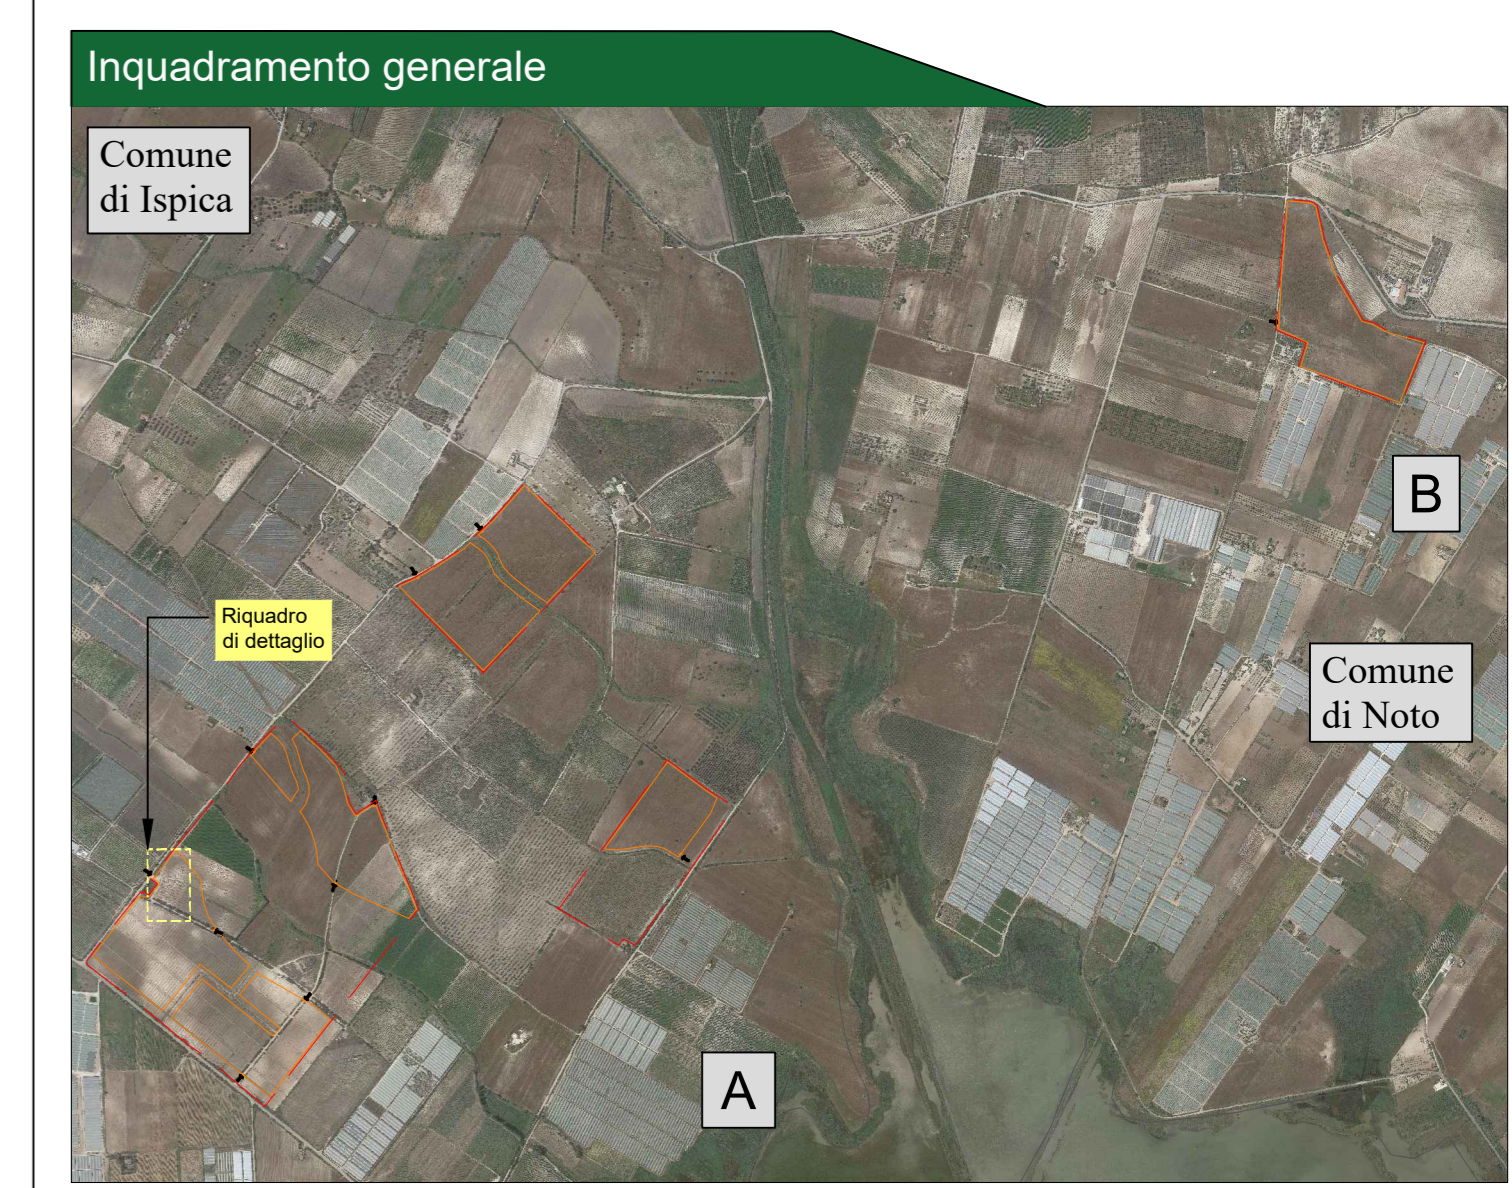 Inquadramento generale
Comune
di Ispica
B
Riquadro
di dettaglio
Comune
di Noto
A